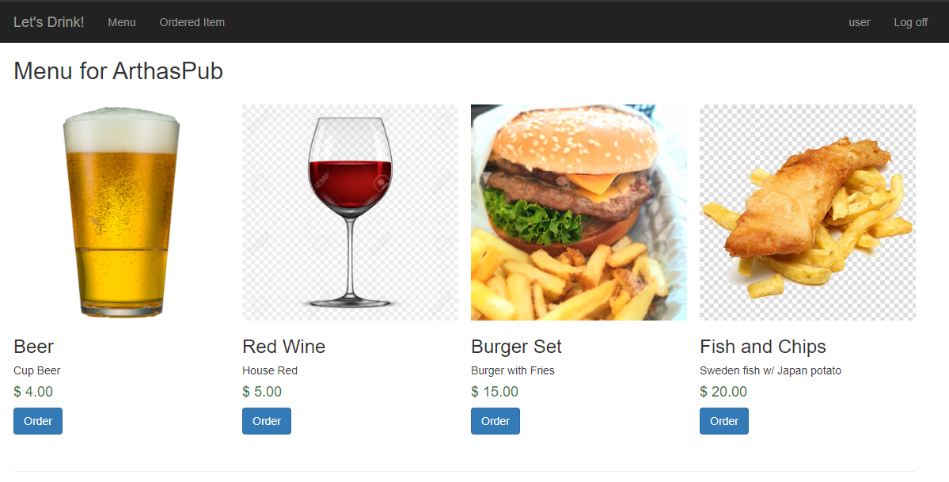 Let's Drink! Menu Ordered Item user Log off
Menu for ArthasPub
Beer
Cup Beer
$ 4.00
Order
Red Wine
House Red
$ 5.00
Order
Burger Set
Burger with Fries
$ 15.00
Order
Fish and Chips
Sweden fish w/ Japan potato
$ 20.00
Order